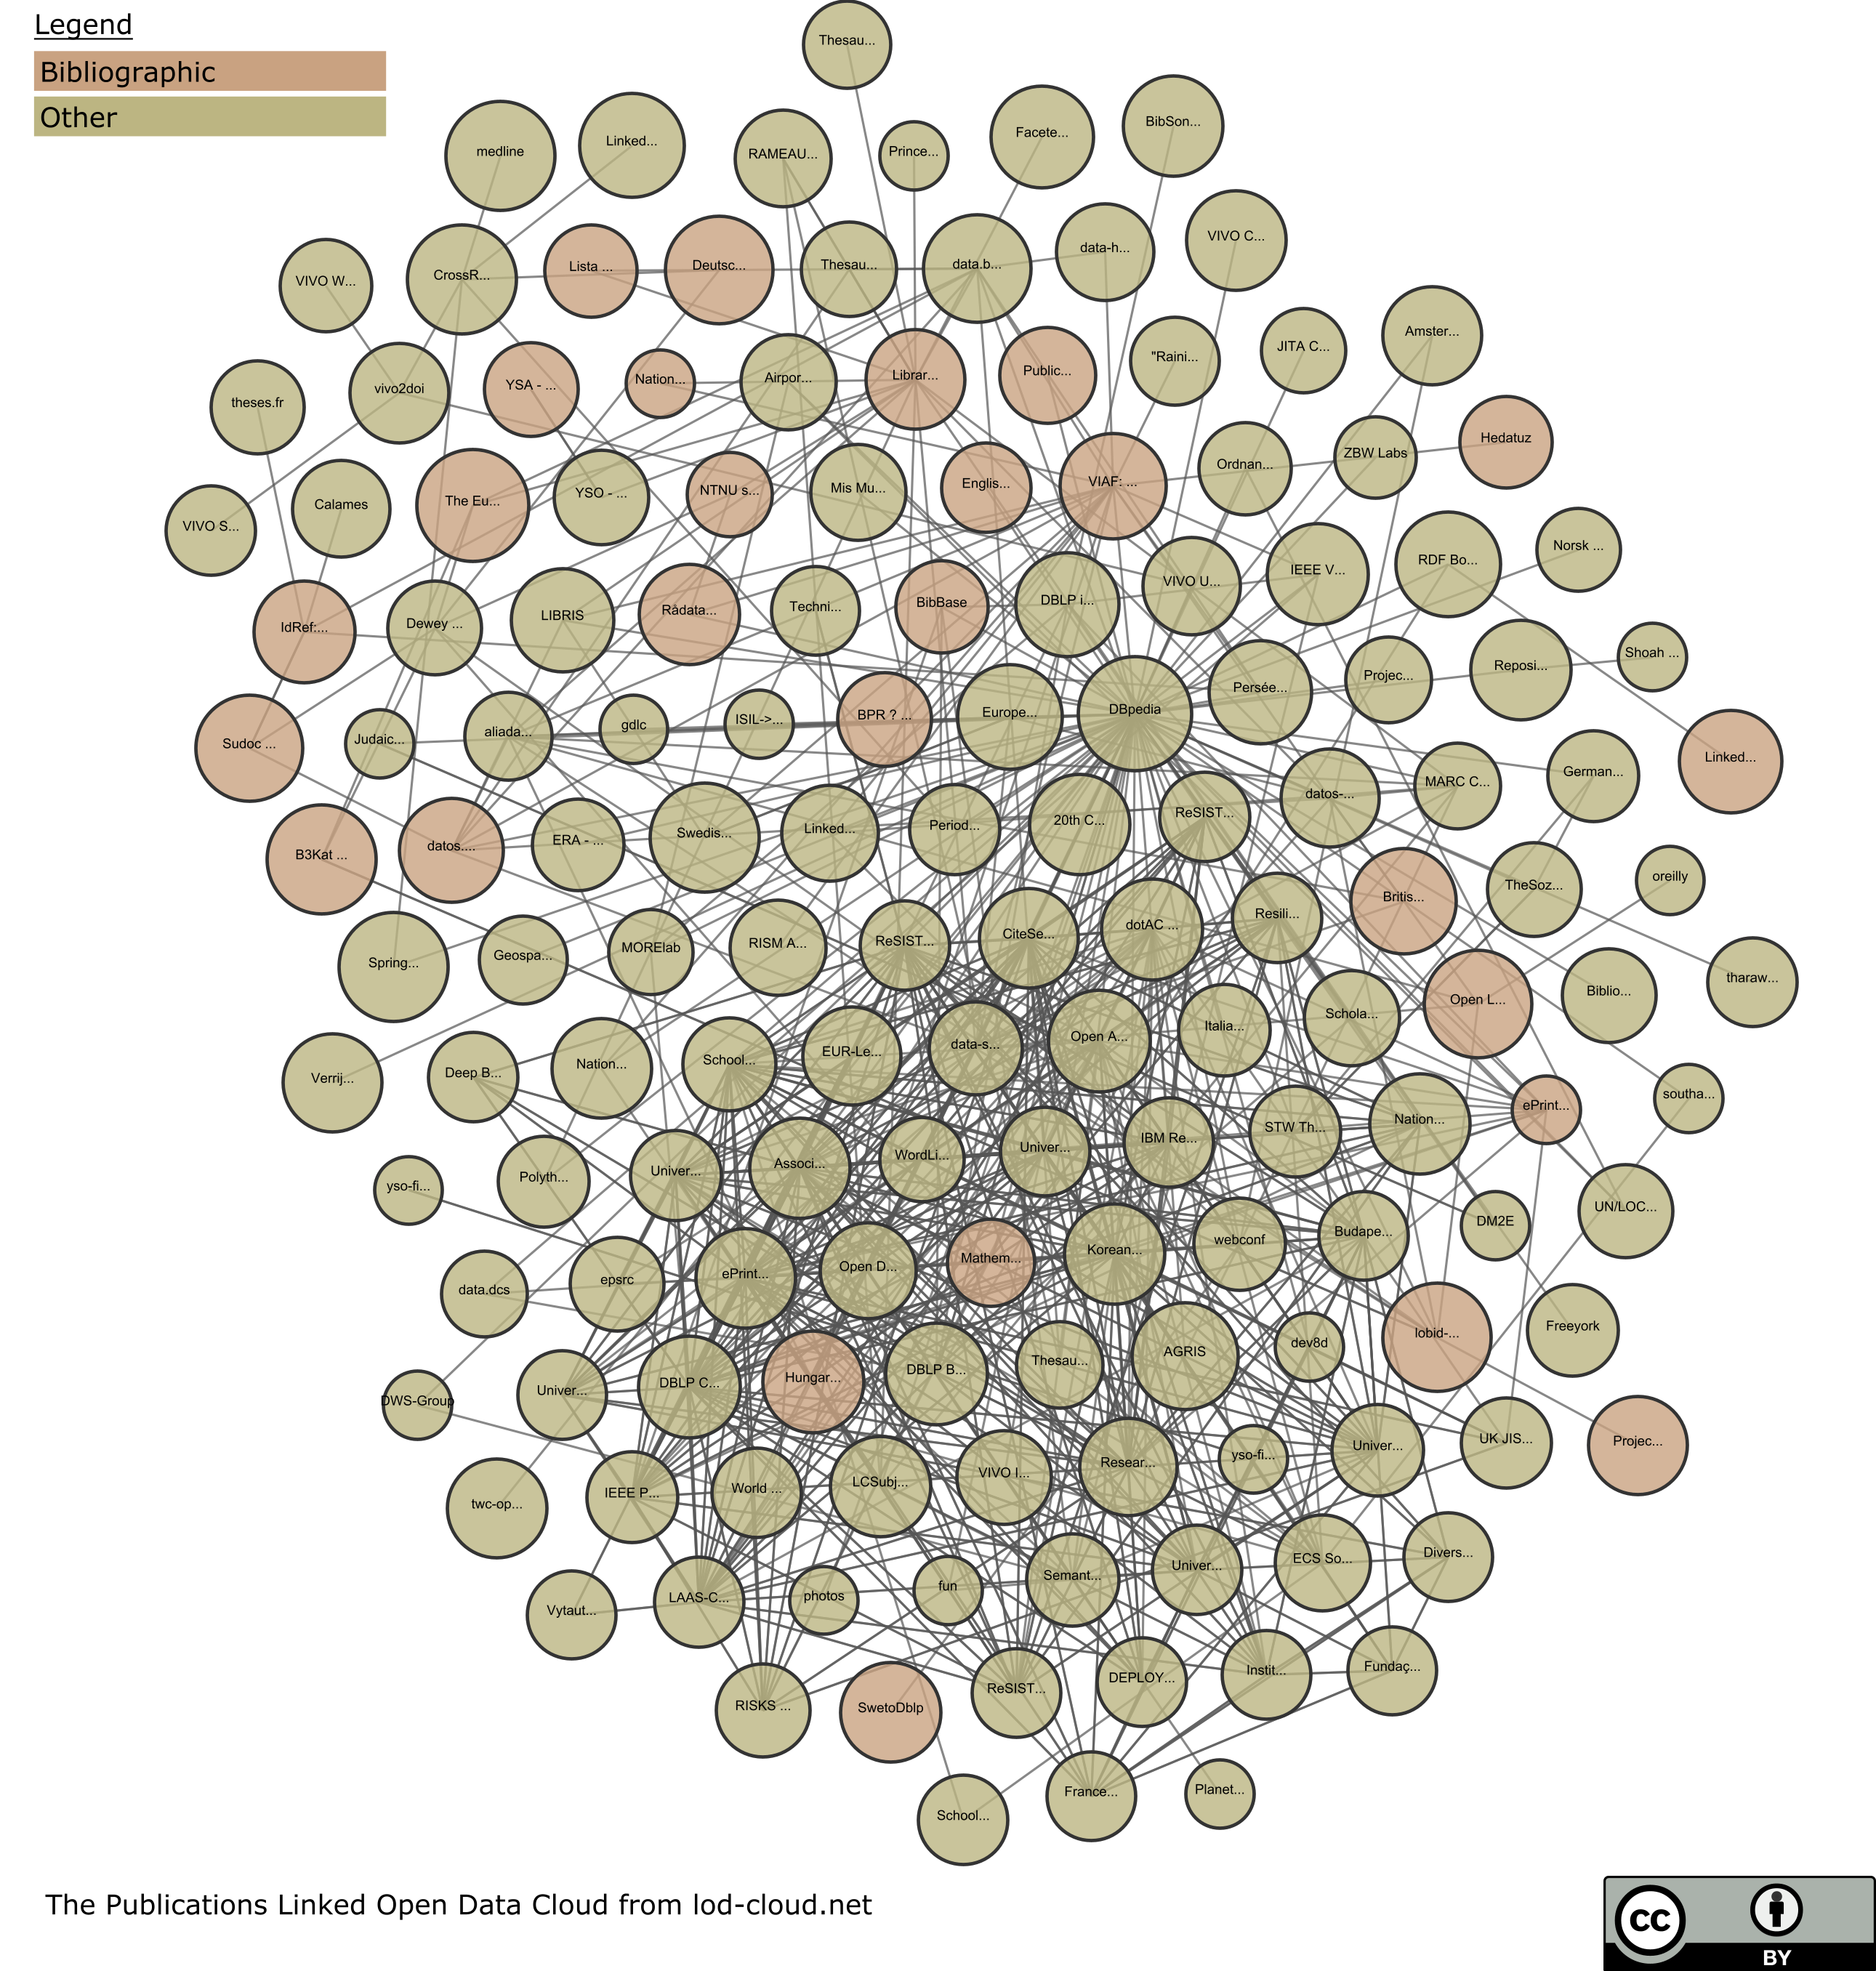 Legend
Bibliographic
Other
Thesau...
medline
Linked...
RAMEAU...
Prince...
Facete...
BibSon...
VIVO W...
CrossR...
Lista ...
Deutsc...
Thesau...
data.b...
data-h...
VIVO C...
theses.fr
vivo2doi
YSA - ...
Nation...
Airpor...
Librar...
Public...
"Raini...
JITA C...
Amster...
VIVO S...
Calames
The Eu...
YSO - ...
NTNU s...
Mis Mu...
Englis...
VIAF: ...
Ordnan...
ZBW Labs
Hedatuz
IdRef:...
Dewey ...
LIBRIS
Rådata...
Techni...
BibBase
DBLP i...
VIVO U...
IEEE V...
RDF Bo...
Norsk ...
Sudoc ...
Judaic...
aliada...
gdlc
ISIL->...
BPR ? ...
Europe...
DBpedia
Persée...
Projec...
Reposi...
Shoah ...
B3Kat ...
datos....
ERA - ...
Swedis...
Linked...
Period...
20th C...
ReSIST...
datos-...
MARC C...
German...
Linked...
Spring...
Geospa...
MORElab
RISM A...
ReSIST...
CiteSe...
dotAC ...
Resili...
Britis...
TheSoz...
oreilly
Verrij...
Deep B...
Nation...
School...
EUR-Le...
data-s...
Open A...
Italia...
Schola...
Open L...
Biblio...
tharaw...
yso-fi...
Polyth...
Univer...
Associ...
WordLi...
Univer...
IBM Re...
STW Th...
Nation...
ePrint...
southa...
data.dcs
epsrc
ePrint...
Open D...
Mathem...
Korean...
webconf
Budape...
DM2E
UN/LOC...
DWS-Group
Univer...
DBLP C...
Hungar...
DBLP B...
Thesau...
AGRIS
dev8d
lobid-...
Freeyork
twc-op...
IEEE P...
World ...
LCSubj...
VIVO I...
Resear...
yso-fi...
Univer...
UK JIS...
Projec...
Vytaut...
LAAS-C...
photos
fun
Semant...
Univer...
ECS So...
Divers...
RISKS ...
SwetoDblp
ReSIST...
DEPLOY...
Instit...
Fundaç...
School...
France...
Planet...
The Publications Linked Open Data Cloud from lod-cloud.net
cc
BY